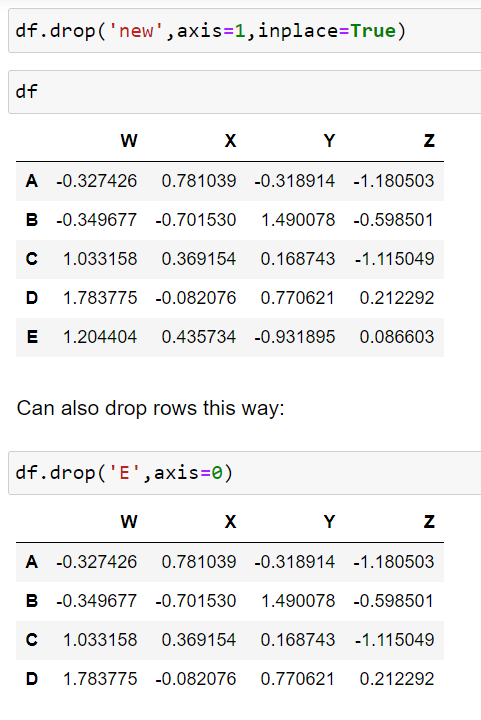 df.drop('new',axis=1,inplace=True)
df
W X Y Z
A -0.327426 0.781039 -0.318914 -1.180503
B -0.349677 -0.701530 1.490078 -0.598501
C 1.033158 0.369154 0.168743 -1.115049
D 1.783775 -0.082076 0.770621 0.212292
E 1.204404 0.435734 -0.931895 0.086603
Can also drop rows this way:
df.drop('E',axis=0)
W X Y Z
A -0.327426 0.781039 -0.318914 -1.180503
B -0.349677 -0.701530 1.490078 -0.598501
C 1.033158 0.369154 0.168743 -1.115049
D 1.783775 -0.082076 0.770621 0.212292